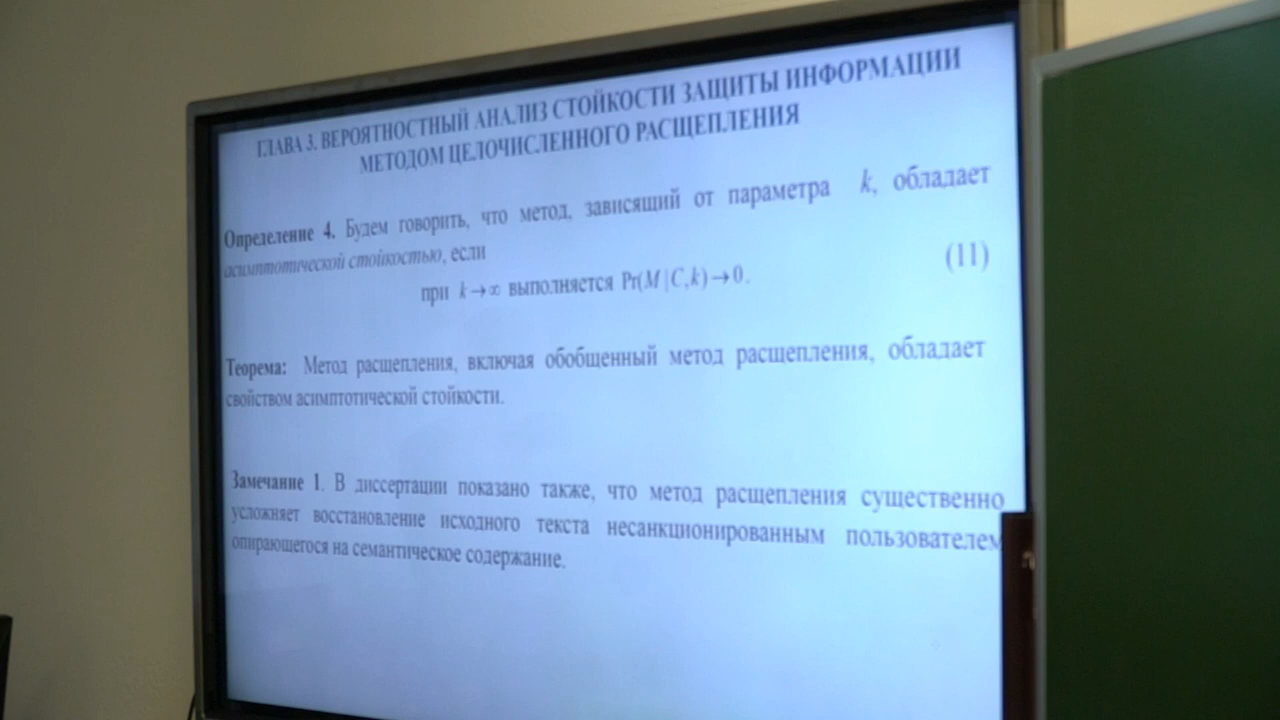 ГЛАВА 3. ВЕРОЯТНОСТНЫЙ АНАЛИЗ СТОЙКОСТИ ЗАЩИТЫ ИНФОРМАЦИИ
МЕТОДОМ ЦЕЛОЧИСЛЕННОГО РАСЩЕПЛЕНИЯ
Определение 4. Будем говорить, что метод, зависящий от параметра k, обладает
асимптотической стойкостью, если
при k → ∞ выполняется Pr(M | C,k) → 0. (11)
Теорема: Метод расщепления, включая обобщенный метод расщепления, обладает
свойством асимптотической стойкости.
Замечание 1. В диссертации показано также, что метод расщепления существенно
усложняет восстановление исходного текста несанкционированным пользователем
опирающегося на семантическое содержание.